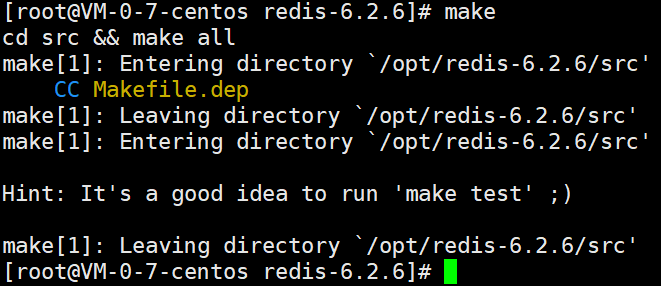 [root@VM-0-7-centos redis-6.2.6]# make
cd src && make all
make[1]: Entering directory `/opt/redis-6.2.6/src'
    CC Makefile.dep
make[1]: Leaving directory `/opt/redis-6.2.6/src'
make[1]: Entering directory `/opt/redis-6.2.6/src'

Hint: It's a good idea to run 'make test' ;)

make[1]: Leaving directory `/opt/redis-6.2.6/src'
[root@VM-0-7-centos redis-6.2.6]#